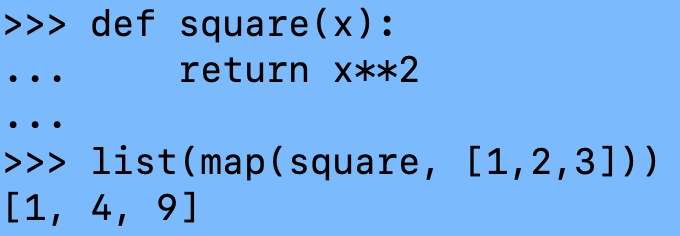 >>> def square(x):
...     return x**2
...
>>> list(map(square, [1,2,3]))
[1, 4, 9]